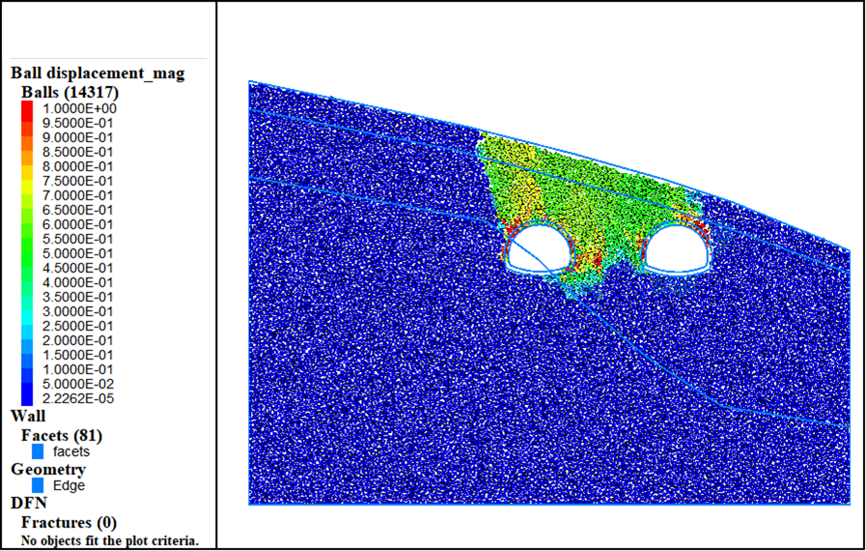 Ball displacement_mag
Balls (14317)
1.0000E+00
9.5000E-01
9.0000E-01
8.5000E-01
8.0000E-01
7.5000E-01
7.0000E-01
6.5000E-01
6.0000E-01
5.5000E-01
5.0000E-01
4.5000E-01
4.0000E-01
3.5000E-01
3.0000E-01
2.5000E-01
2.0000E-01
1.5000E-01
1.0000E-01
5.0000E-02
2.2262E-05
Wall
Facets (81)
facets
Geometry
Edge
DFN
Fractures (0)
No objects fit the plot criteria.